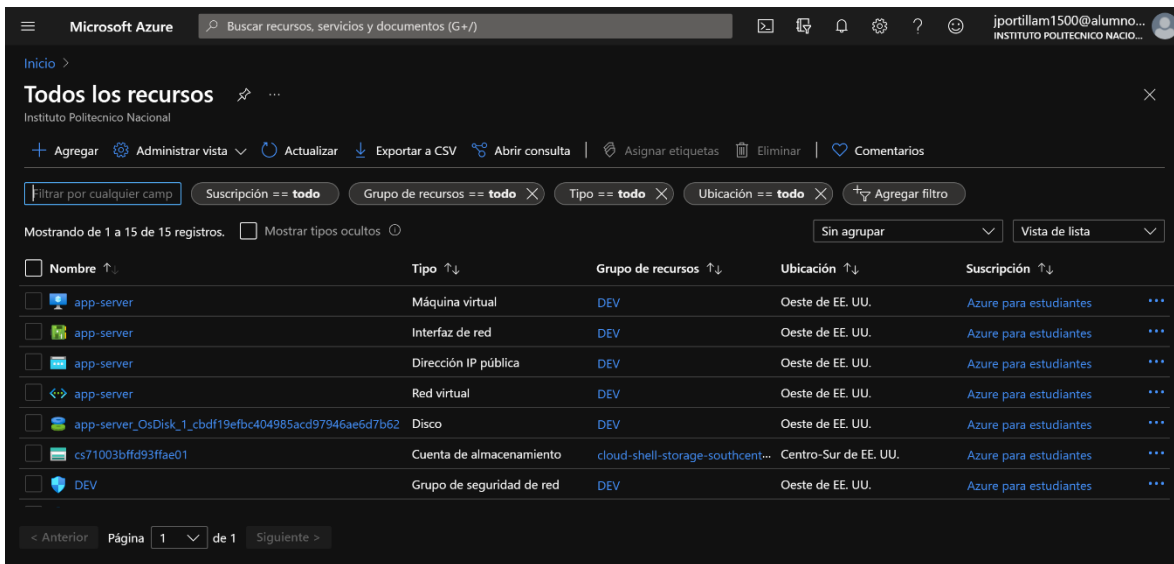 Microsoft Azure Buscar recursos, servicios y documentos (G+/) jportillam1500@alumno...
INSTITUTO POLITECNICO NACIO...
Inicio >
Todos los recursos ...
Instituto Politecnico Nacional
Agregar Administrar vista Actualizar Exportar a CSV Abrir consulta Asignar etiquetas Eliminar Comentarios
Filtrar por cualquier camp Suscripción == todo Grupo de recursos == todo Tipo == todo Ubicación == todo Agregar filtro
Mostrando de 1 a 15 de 15 registros. Mostrar tipos ocultos Sin agrupar Vista de lista
Nombre ↑↓ Tipo ↑↓ Grupo de recursos ↑↓ Ubicación ↑↓ Suscripción ↑↓
app-server Máquina virtual DEV Oeste de EE. UU. Azure para estudiantes ...
app-server Interfaz de red DEV Oeste de EE. UU. Azure para estudiantes ...
app-server Dirección IP pública DEV Oeste de EE. UU. Azure para estudiantes ...
app-server Red virtual DEV Oeste de EE. UU. Azure para estudiantes ...
app-server_OsDisk_1_cbdf19efbc404985acd97946ae6d7b62 Disco DEV Oeste de EE. UU. Azure para estudiantes ...
cs71003bffd93ffae01 Cuenta de almacenamiento cloud-shell-storage-southcent... Centro-Sur de EE. UU. Azure para estudiantes ...
DEV Grupo de seguridad de red DEV Oeste de EE. UU. Azure para estudiantes ...
< Anterior Página 1 de 1 Siguiente >